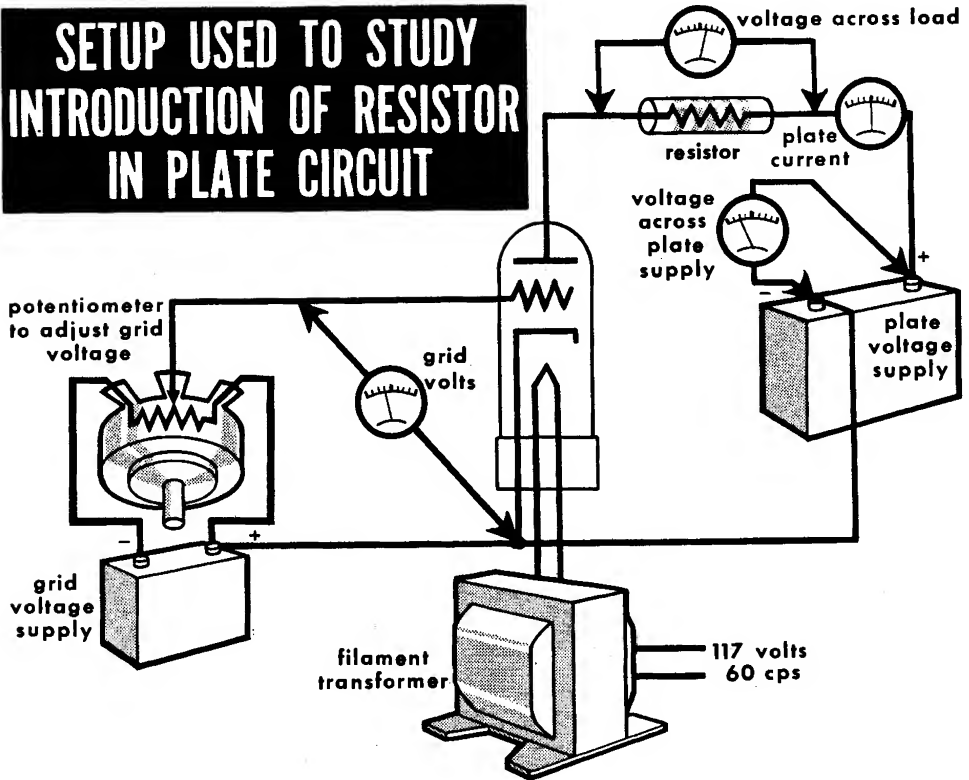 SETUP USED TO STUDY
INTRODUCTION OF RESISTOR
IN PLATE CIRCUIT
voltage across load
resistor
plate
current
voltage
across
plate
supply
+
−
plate
voltage
supply
potentiometer
to adjust grid
voltage
grid
volts
−
+
grid
voltage
supply
filament
transformer
117 volts
60 cps